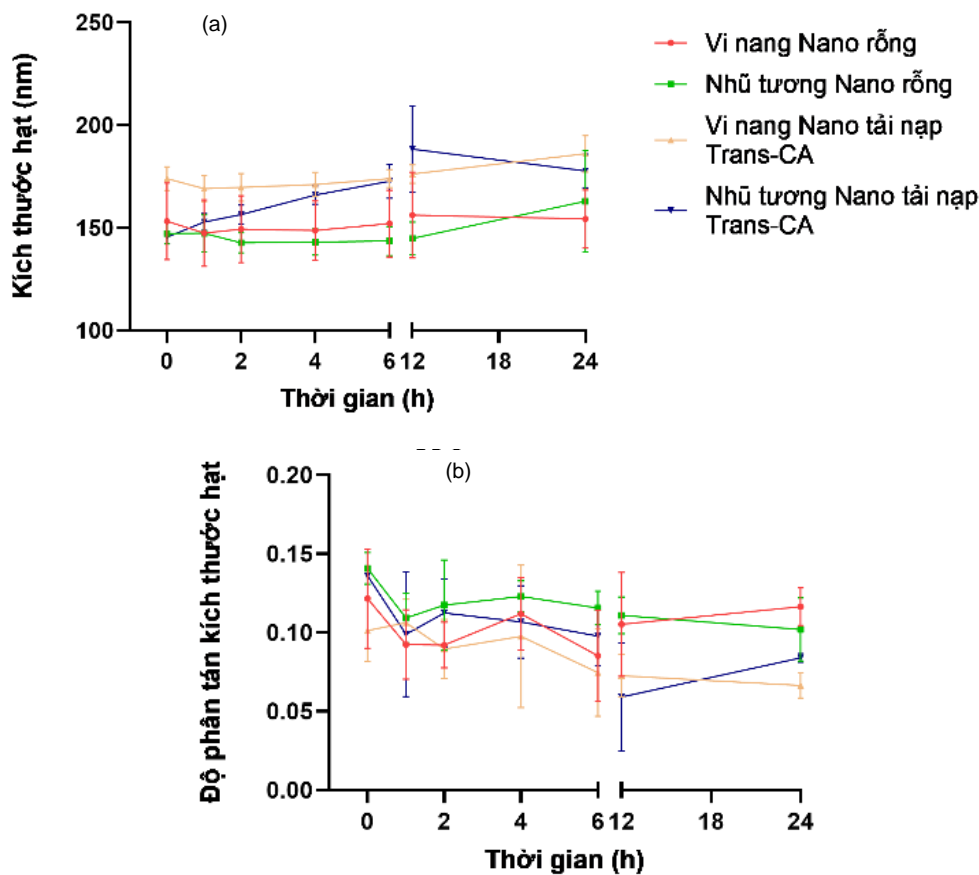 (a)
250
200
150
100
Kích thước hạt (nm)
0 2 4 6 12 18 24
Thời gian (h)
Vi nang Nano rỗng
Nhũ tương Nano rỗng
Vi nang Nano tải nạp
Trans-CA
Nhũ tương Nano tải nạp
Trans-CA
(b)
0.20
0.15
0.10
0.05
0.00
Độ phân tán kích thước hạt
0 2 4 6 12 18 24
Thời gian (h)